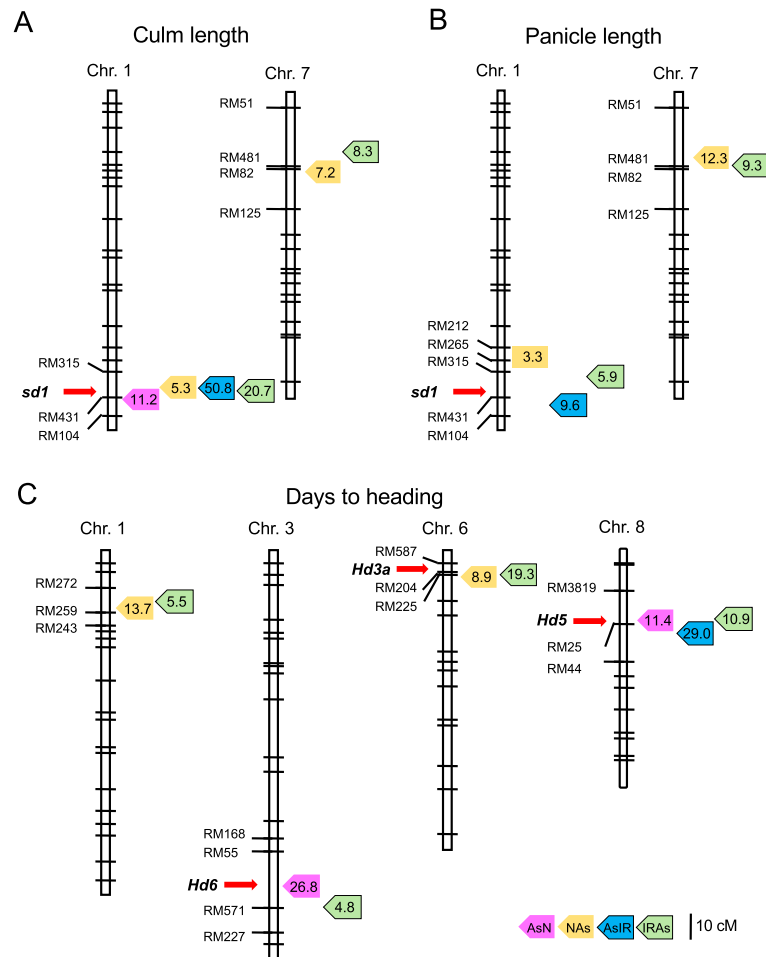 A
Culm length
Chr. 1
Chr. 7
RM51
RM481
RM82
RM125
8.3
7.2
RM315
sd1
RM431
RM104
11.2
5.3
50.8
20.7
B
Panicle length
Chr. 1
Chr. 7
RM51
RM481
RM82
RM125
12.3
9.3
RM212
RM265
RM315
sd1
RM431
RM104
3.3
5.9
9.6
C
Days to heading
Chr. 1
RM272
RM259
RM243
13.7
5.5
Chr. 3
RM168
RM55
Hd6
RM571
RM227
26.8
4.8
Chr. 6
RM587
Hd3a
RM204
RM225
8.9
19.3
Chr. 8
RM3819
Hd5
RM25
RM44
11.4
29.0
10.9
AsN NAs AsIR IRAs 10 cM